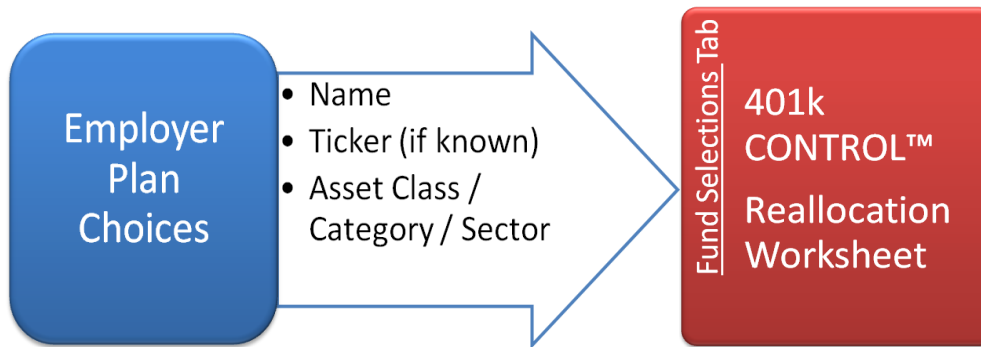 Employer
Plan
Choices
• Name
• Ticker (if known)
• Asset Class /
Category / Sector
Fund Selections Tab
401k
CONTROL™
Reallocation
Worksheet